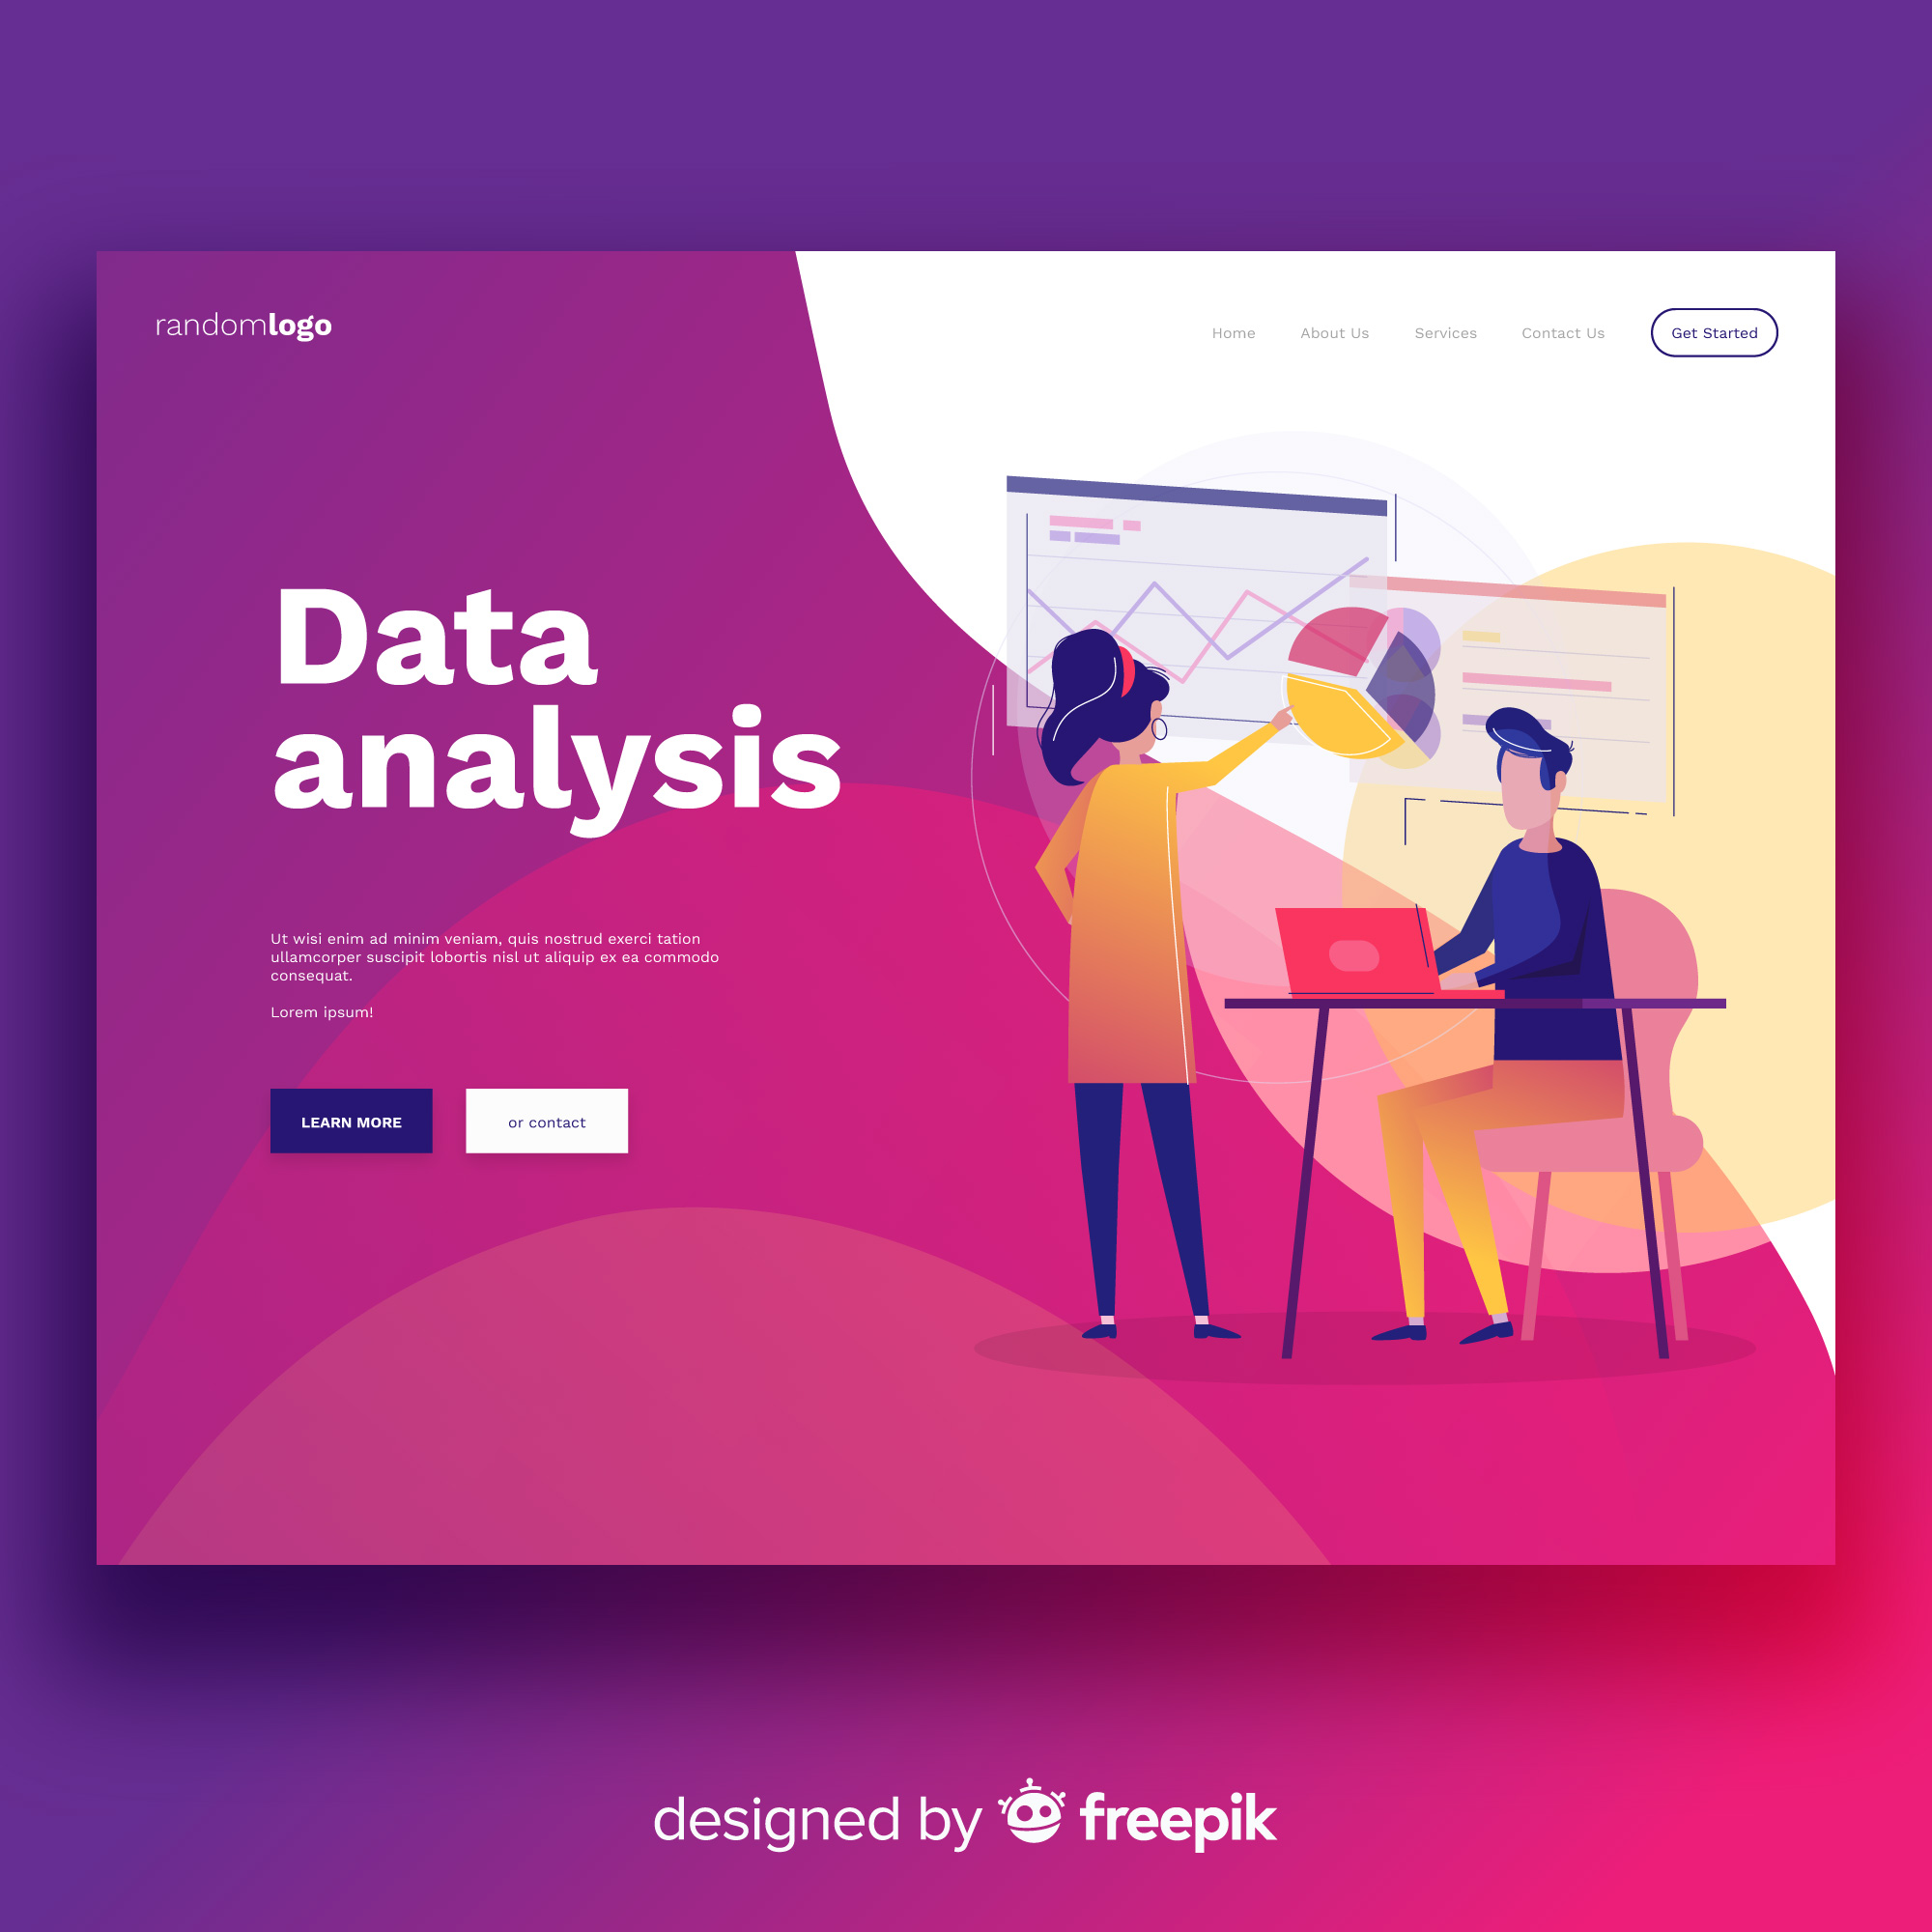 randomlogo
Home About Us Services Contact Us Get Started
Data
analysis
Ut wisi enim ad minim veniam, quis nostrud exerci tation
ullamcorper suscipit lobortis nisl ut aliquip ex ea commodo
consequat.
Lorem ipsum!
LEARN MORE or contact
designed by freepik